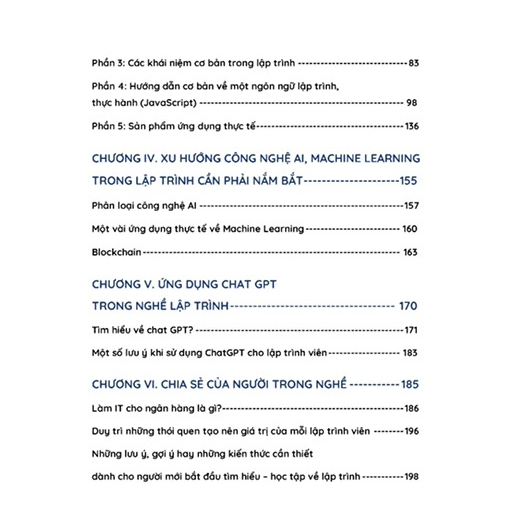 Phần 3: Các khái niệm cơ bản trong lập trình ----------------------------- 83
Phần 4: Hướng dẫn cơ bản về một ngôn ngữ lập trình,
thực hành (JavaScript) ------------------------------------------------------ 98
Phần 5: Sản phẩm ứng dụng thực tế--------------------------------------- 136
CHƯƠNG IV. XU HƯỚNG CÔNG NGHỆ AI, MACHINE LEARNING
TRONG LẬP TRÌNH CẦN PHẢI NẮM BẮT-------------------- 155
Phân loại công nghệ AI ------------------------------------------------------ 157
Một vài ứng dụng thực tế về Machine Learning-------------------------- 160
Blockchain-------------------------------------------------------------------- 163
CHƯƠNG V. ỨNG DỤNG CHAT GPT
TRONG NGHỀ LẬP TRÌNH----------------------------------- 170
Tìm hiểu về chat GPT? ------------------------------------------------------- 171
Một số lưu ý khi sử dụng ChatGPT cho lập trình viên -------------------- 183
CHƯƠNG VI. CHIA SẺ CỦA NGƯỜI TRONG NGHỀ ----------- 185
Làm IT cho ngân hàng là gì?------------------------------------------------ 186
Duy trì những thói quen tạo nên giá trị của mỗi lập trình viên -------- 196
Những lưu ý, gợi ý hay những kiến thức cần thiết
dành cho người mới bắt đầu tìm hiểu – học tập về lập trình ----------- 198